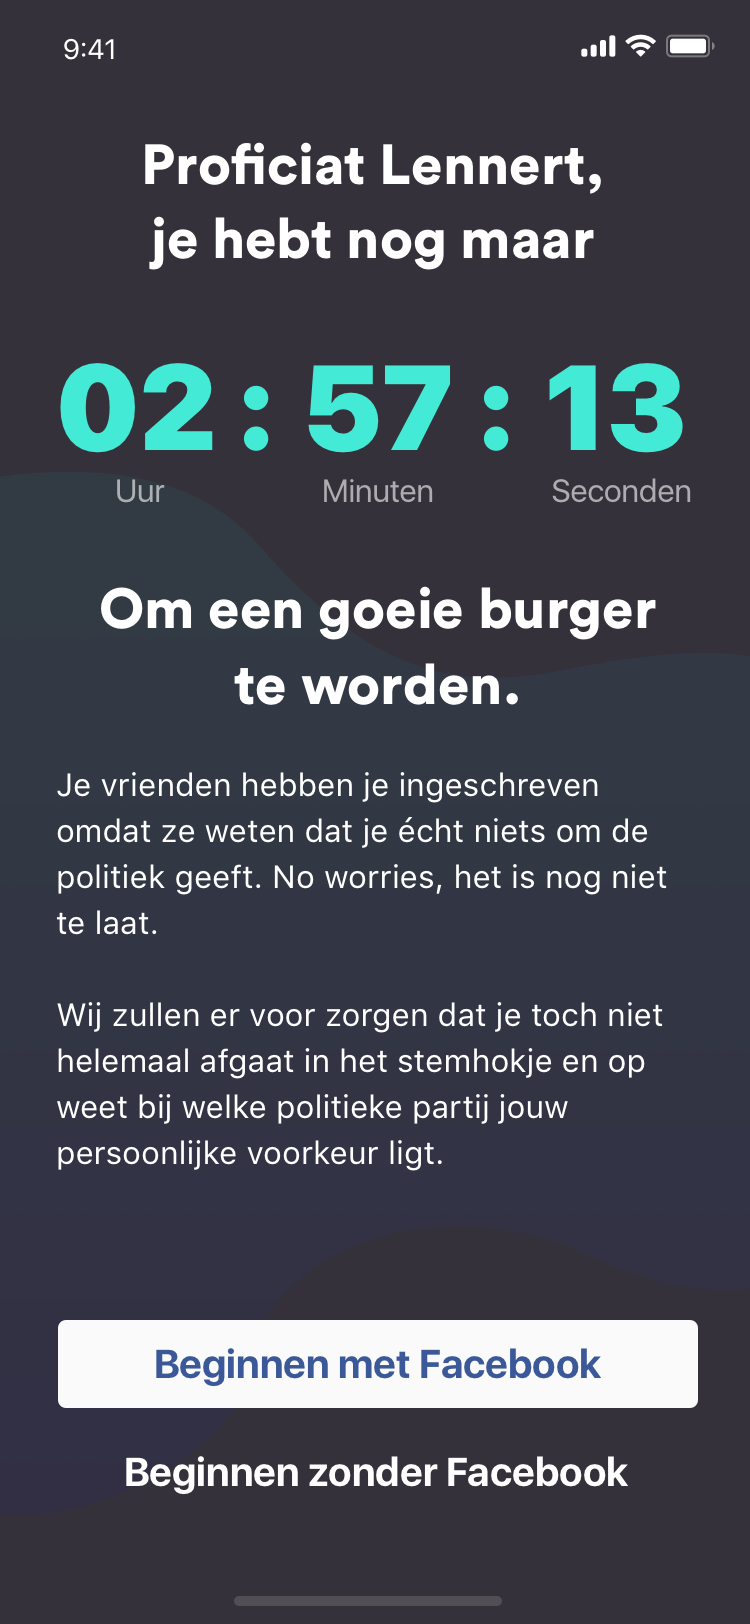 9:41
Proficiat Lennert,
je hebt nog maar
02 : 57 : 13
Uur Minuten Seconden
Om een goeie burger
te worden.
Je vrienden hebben je ingeschreven
omdat ze weten dat je écht niets om de
politiek geeft. No worries, het is nog niet
te laat.
Wij zullen er voor zorgen dat je toch niet
helemaal afgaat in het stemhokje en op
weet bij welke politieke partij jouw
persoonlijke voorkeur ligt.
Beginnen met Facebook
Beginnen zonder Facebook